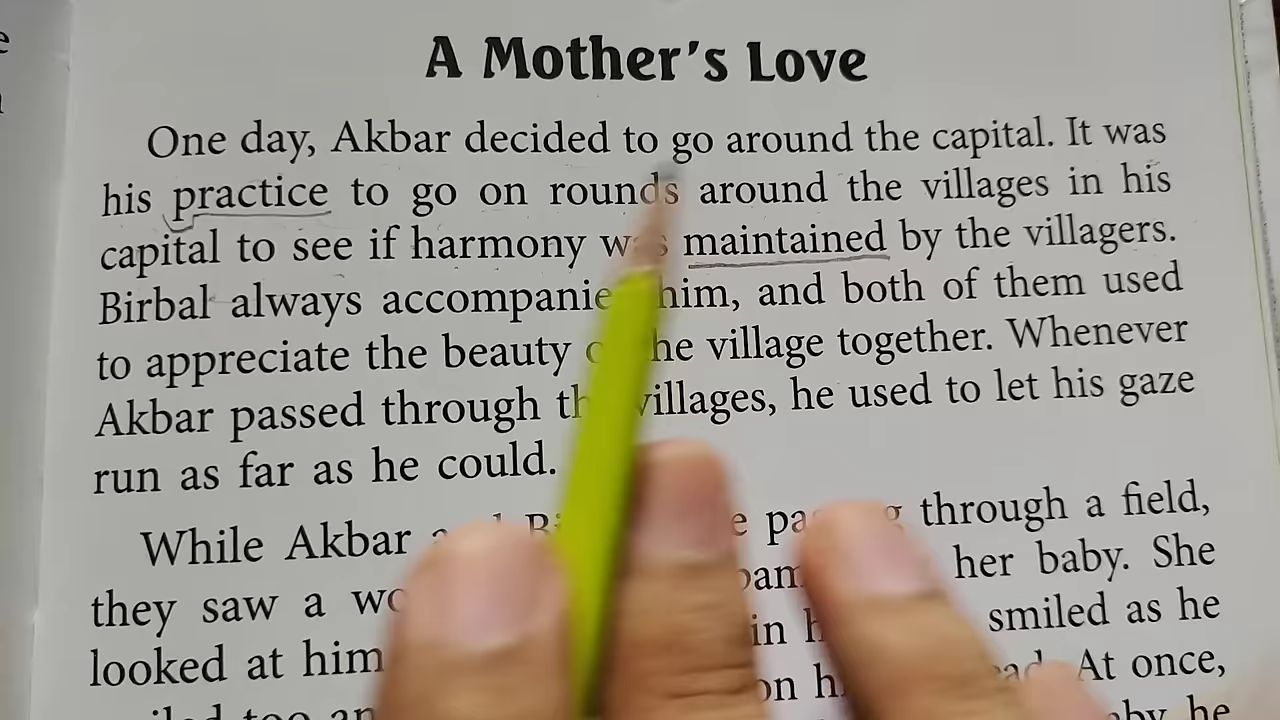 A Mother's Love
One day, Akbar decided to go around the capital. It was
his practice to go on rounds around the villages in his
capital to see if harmony was maintained by the villagers.
Birbal always accompanied him, and both of them used
to appreciate the beauty of the village together. Whenever
Akbar passed through the villages, he used to let his gaze
run as far as he could.
While Akbar through a field,
they saw a her baby. She
looked at him in smiled as he
on At once,
too he